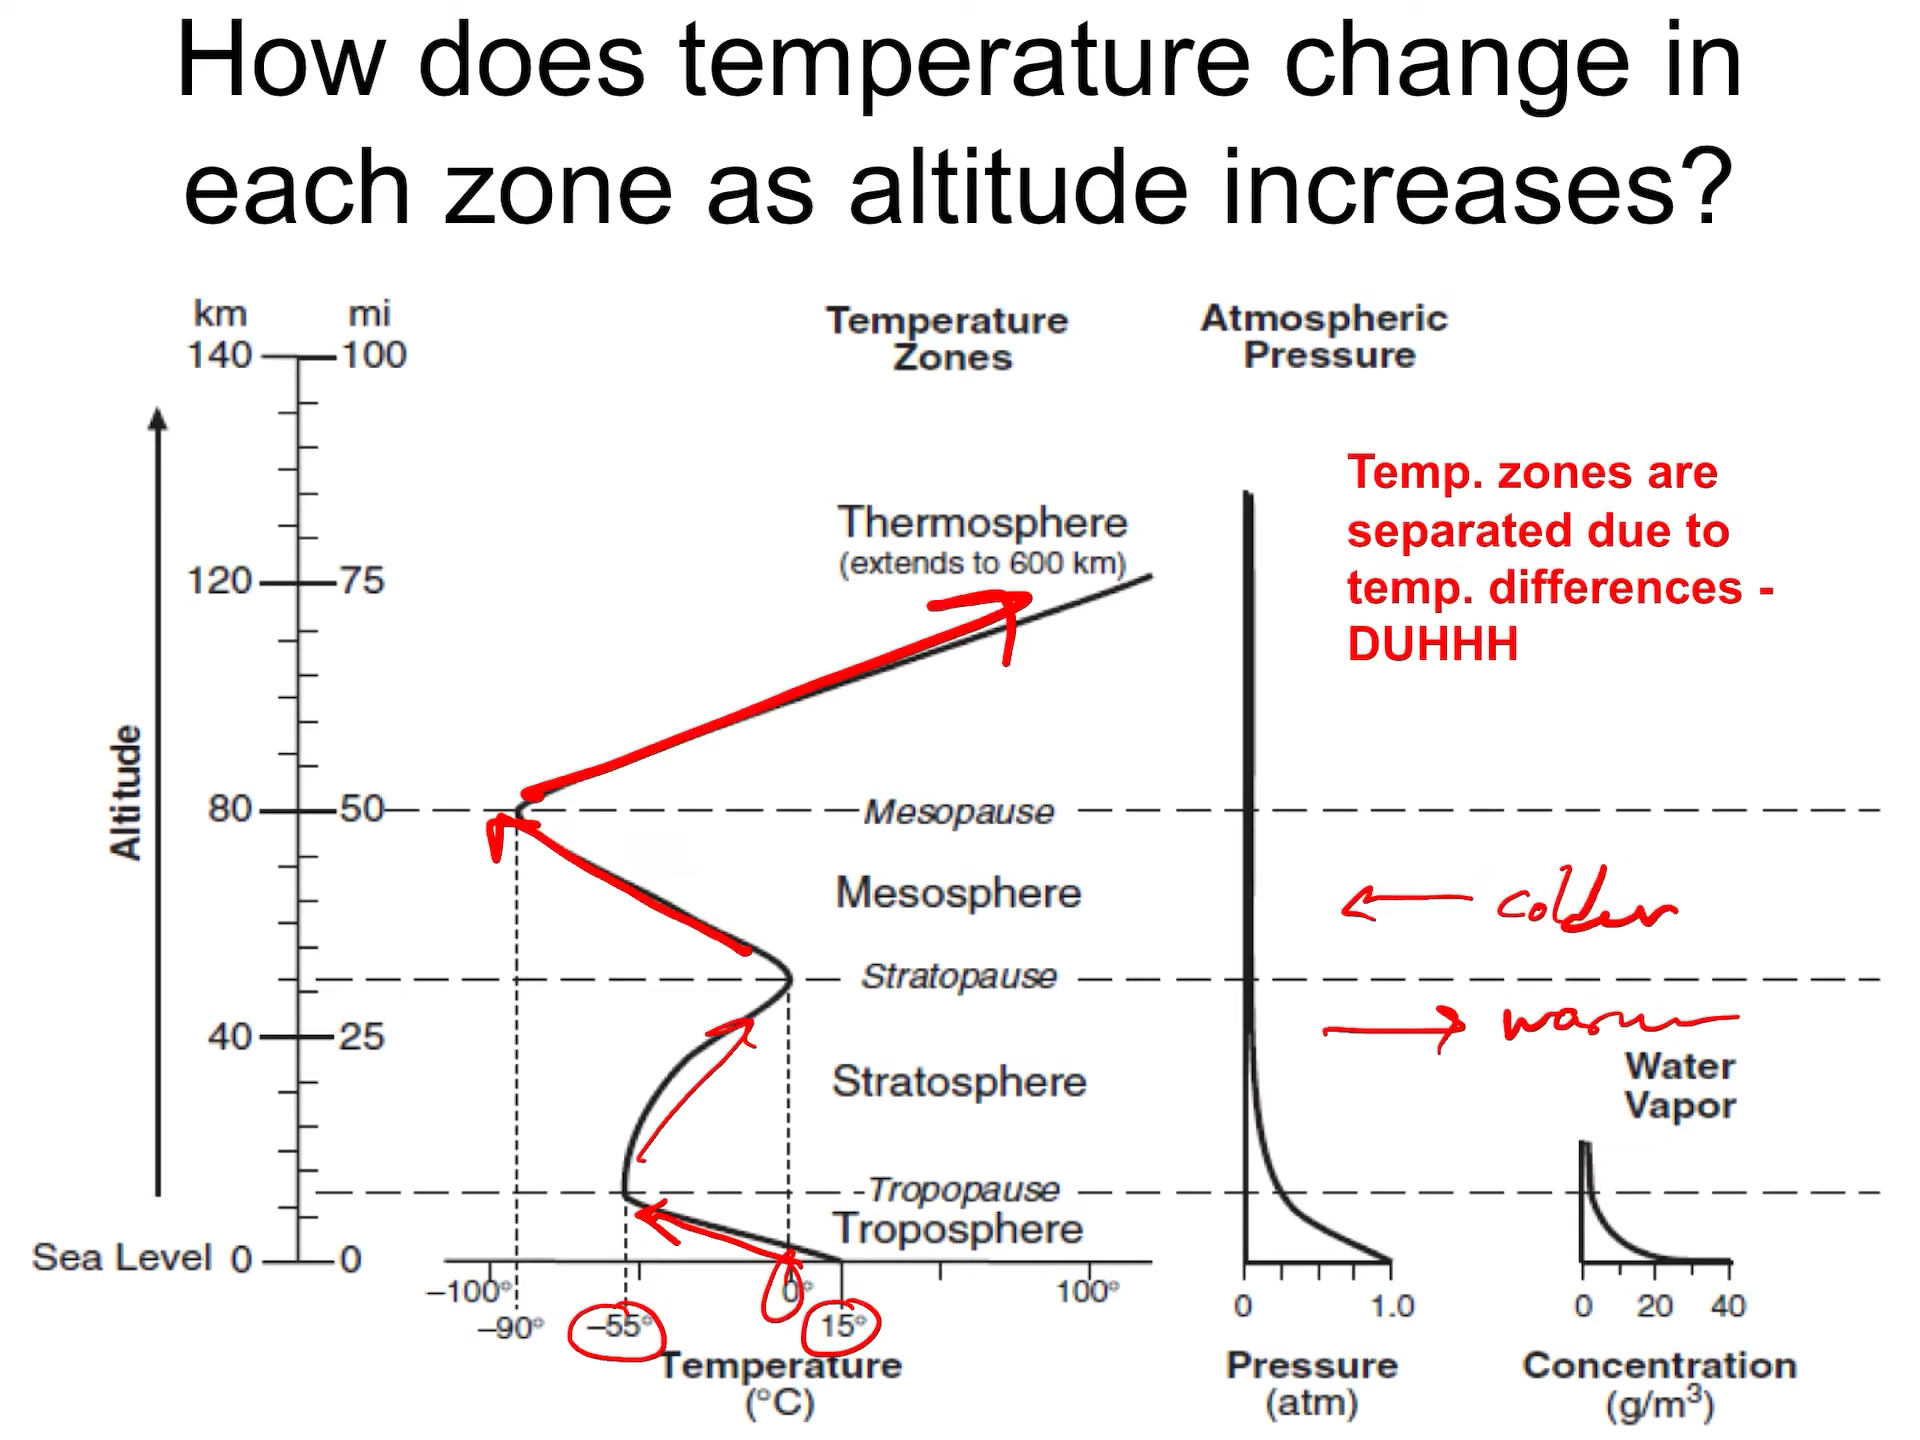 How does temperature change in
each zone as altitude increases?
km mi
Temperature
Zones
Atmospheric
Pressure
140 100
Thermosphere
(extends to 600 km)
Temp. zones are
separated due to
temp. differences -
DUHHH
120 75
Altitude
80 50 Mesopause
Mesosphere
colder
Stratopause
40 25
warm
Water
Vapor
Stratosphere
Tropopause
Troposphere
Sea Level 0 0
–100° 0° 100°
–90° –55° 15°
0 1.0
0 20 40
Temperature
(°C)
Pressure
(atm)
Concentration
(g/m³)